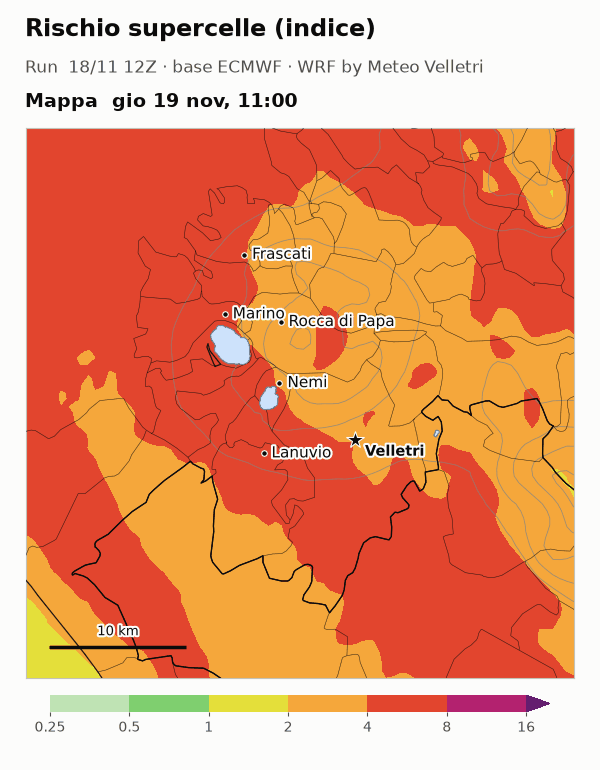 Rischio supercelle (indice)
Run  18/11 12Z · base ECMWF · WRF by Meteo Velletri
Mappa  gio 19 nov, 11:00
Frascati
Marino
Rocca di Papa
Nemi
Velletri
Lanuvio
10 km
0.25 0.5 1 2 4 8 16